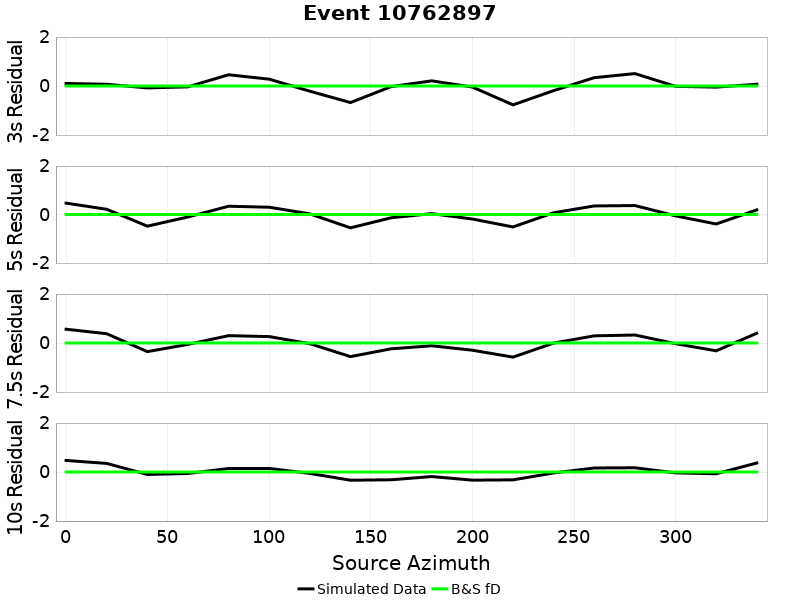 Event 10762897
3s Residual
2
0
-2
5s Residual
2
0
-2
7.5s Residual
2
0
-2
10s Residual
2
0
-2
0 50 100 150 200 250 300
Source Azimuth
Simulated Data B&S fD